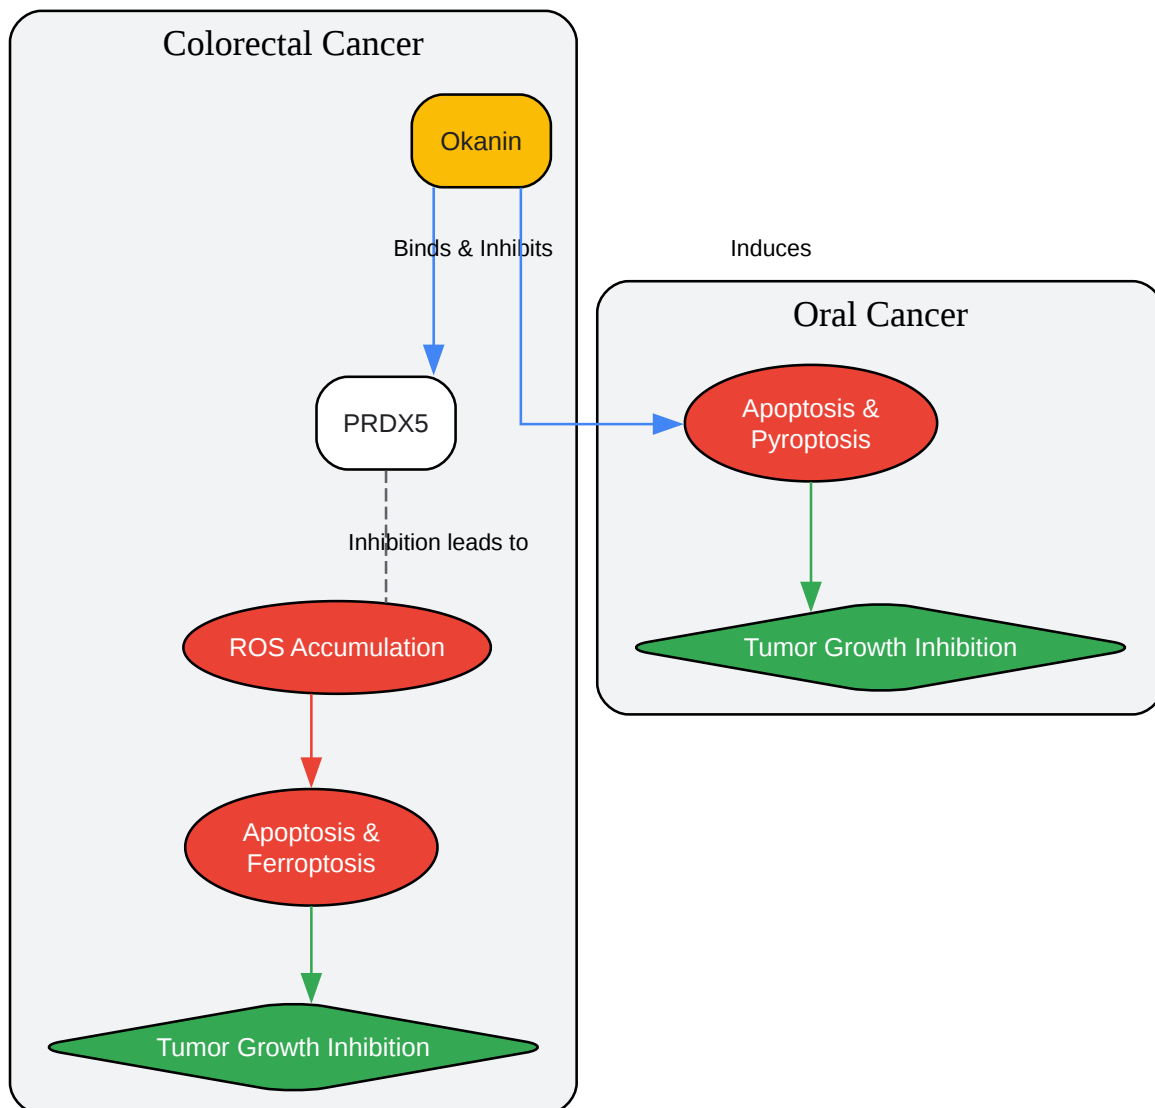 Colorectal Cancer
Okanin
Binds & Inhibits
Induces
Oral Cancer
PRDX5
Apoptosis &
Pyroptosis
Inhibition leads to
ROS Accumulation
Tumor Growth Inhibition
Apoptosis &
Ferroptosis
Tumor Growth Inhibition